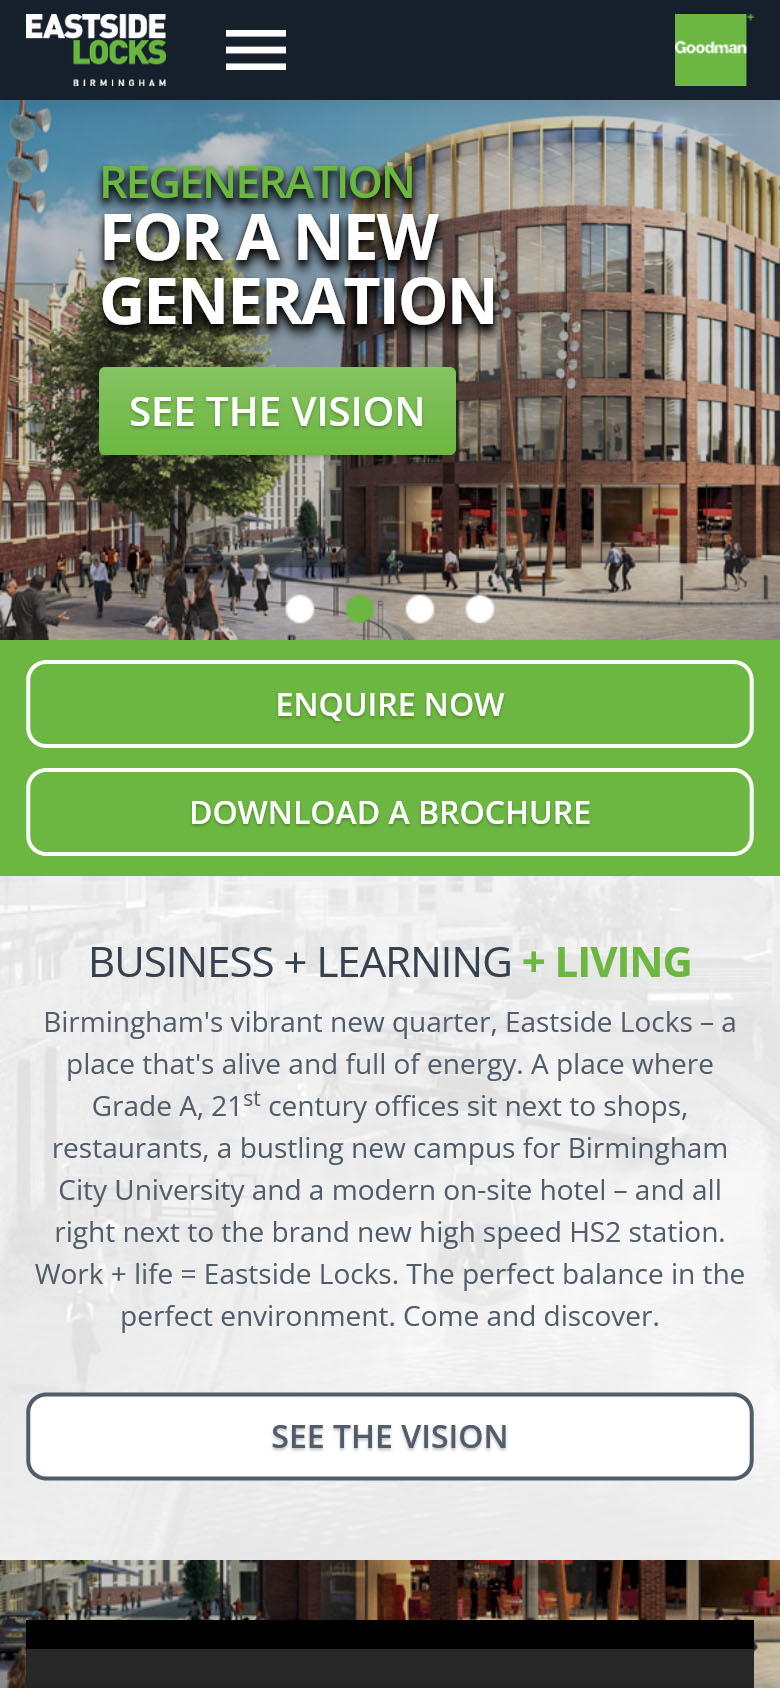 EASTSIDE
LOCKS
BIRMINGHAM
Goodman
+
REGENERATION
FOR A NEW
GENERATION
SEE THE VISION
ENQUIRE NOW
DOWNLOAD A BROCHURE
BUSINESS + LEARNING + LIVING
Birmingham's vibrant new quarter, Eastside Locks – a
place that's alive and full of energy. A place where
Grade A, 21st century offices sit next to shops,
restaurants, a bustling new campus for Birmingham
City University and a modern on-site hotel – and all
right next to the brand new high speed HS2 station.
Work + life = Eastside Locks. The perfect balance in the
perfect environment. Come and discover.
SEE THE VISION